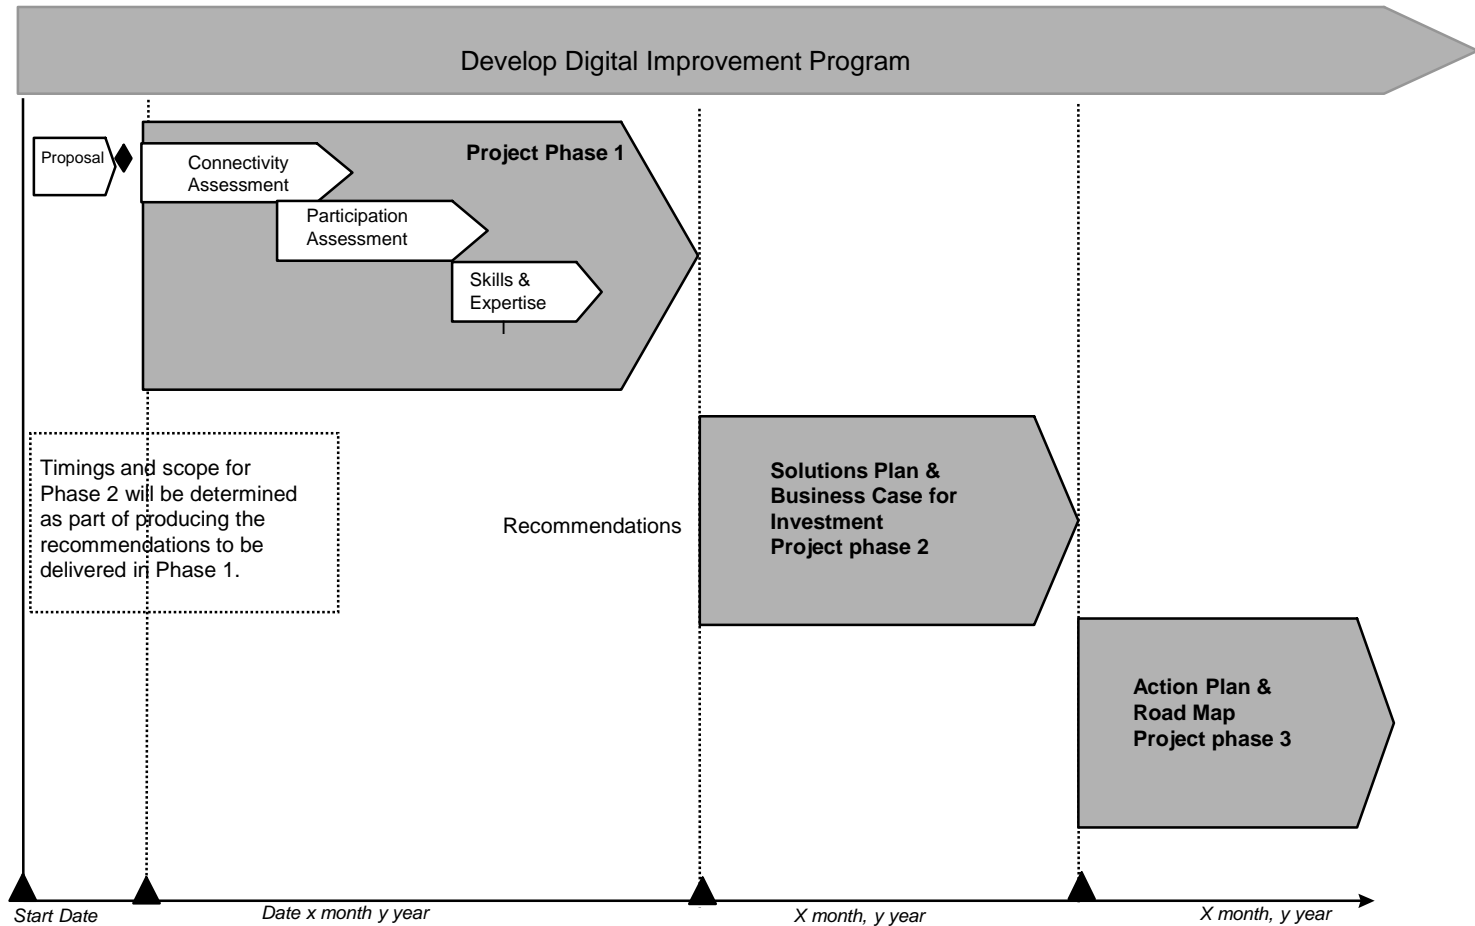 Develop Digital Improvement Program
Proposal
Connectivity
Assessment
Project Phase 1
Participation
Assessment
Skills &
Expertise
Timings and scope for
Phase 2 will be determined
as part of producing the
recommendations to be
delivered in Phase 1.
Recommendations
Solutions Plan &
Business Case for
Investment
Project phase 2
Action Plan &
Road Map
Project phase 3
Start Date
Date x month y year
X month, y year
X month, y year